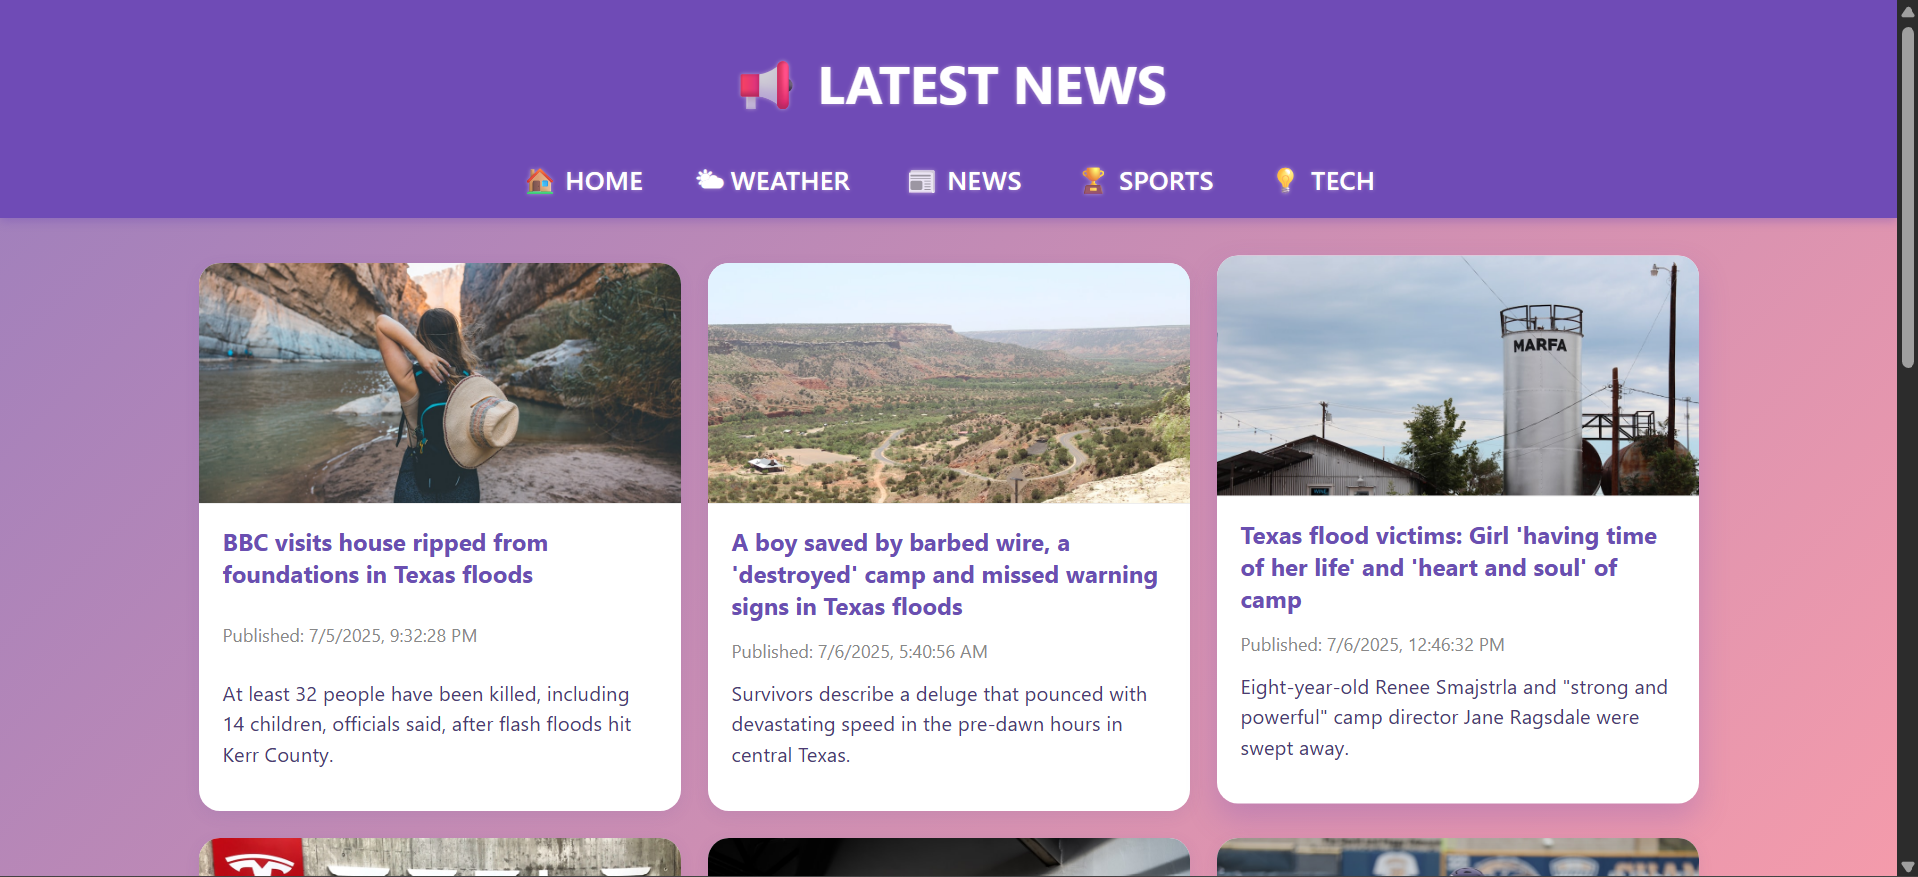 LATEST NEWS
HOME
WEATHER
NEWS
SPORTS
TECH
MARFA
BBC visits house ripped from
foundations in Texas floods
Published: 7/5/2025, 9:32:28 PM
At least 32 people have been killed, including
14 children, officials said, after flash floods hit
Kerr County.
A boy saved by barbed wire, a
'destroyed' camp and missed warning
signs in Texas floods
Published: 7/6/2025, 5:40:56 AM
Survivors describe a deluge that pounced with
devastating speed in the pre-dawn hours in
central Texas.
Texas flood victims: Girl 'having time
of her life' and 'heart and soul' of
camp
Published: 7/6/2025, 12:46:32 PM
Eight-year-old Renee Smajstrla and "strong and
powerful" camp director Jane Ragsdale were
swept away.